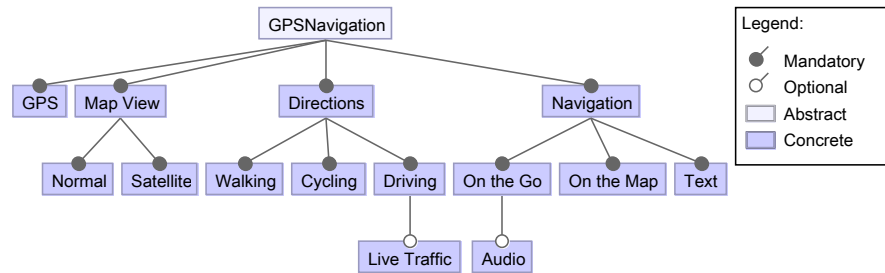 GPSNavigation
Legend:
Mandatory
Optional
Abstract
Concrete
GPS
Map View
Directions
Navigation
Normal
Satellite
Walking
Cycling
Driving
On the Go
On the Map
Text
Live Traffic
Audio